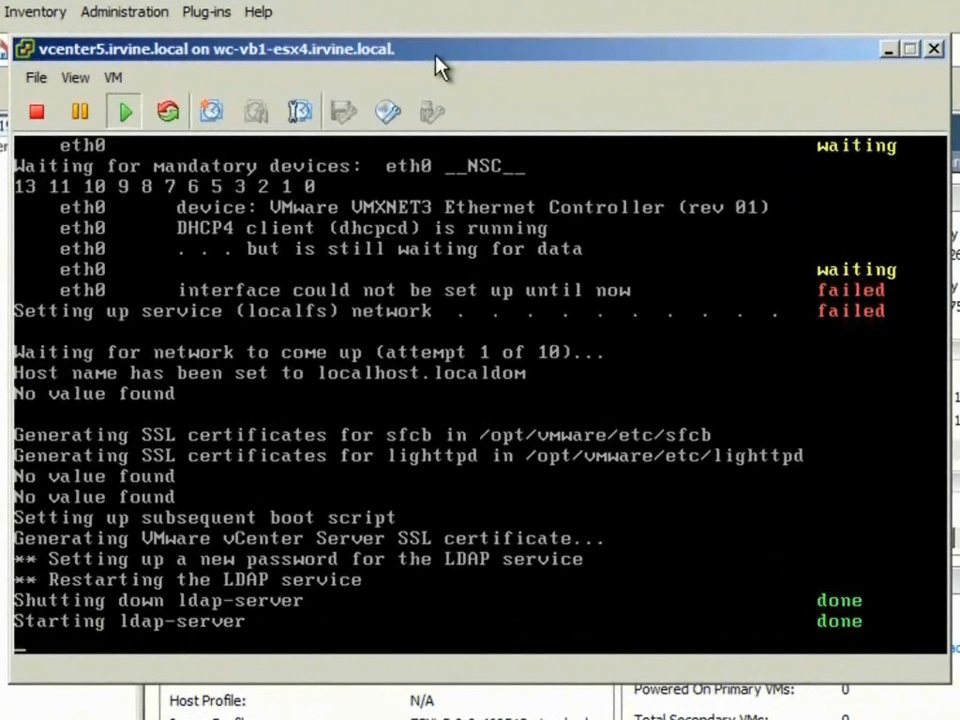 Inventory Administration Plug-ins Help
vcenter5.irvine.local on wc-vb1-esx4.irvine.local.
File View VM
eth0 waiting
Waiting for mandatory devices: eth0 __NSC__
13 11 10 9 8 7 6 5 3 2 1 0
eth0 device: VMware VMXNET3 Ethernet Controller (rev 01)
eth0 DHCP4 client (dhcpcd) is running
eth0 . . . but is still waiting for data
eth0 waiting
eth0 interface could not be set up until now failed
Setting up service (localfs) network . . . . . . . . . . failed
Waiting for network to come up (attempt 1 of 10)...
Host name has been set to localhost.localdom
No value found
Generating SSL certificates for sfcb in /opt/vmware/etc/sfcb
Generating SSL certificates for lighttpd in /opt/vmware/etc/lighttpd
No value found
No value found
Setting up subsequent boot script
Generating VMware vCenter Server SSL certificate...
** Setting up a new password for the LDAP service
** Restarting the LDAP service
Shutting down ldap-server done
Starting ldap-server done
Host Profile: N/A
Powered On Primary VMs: 0